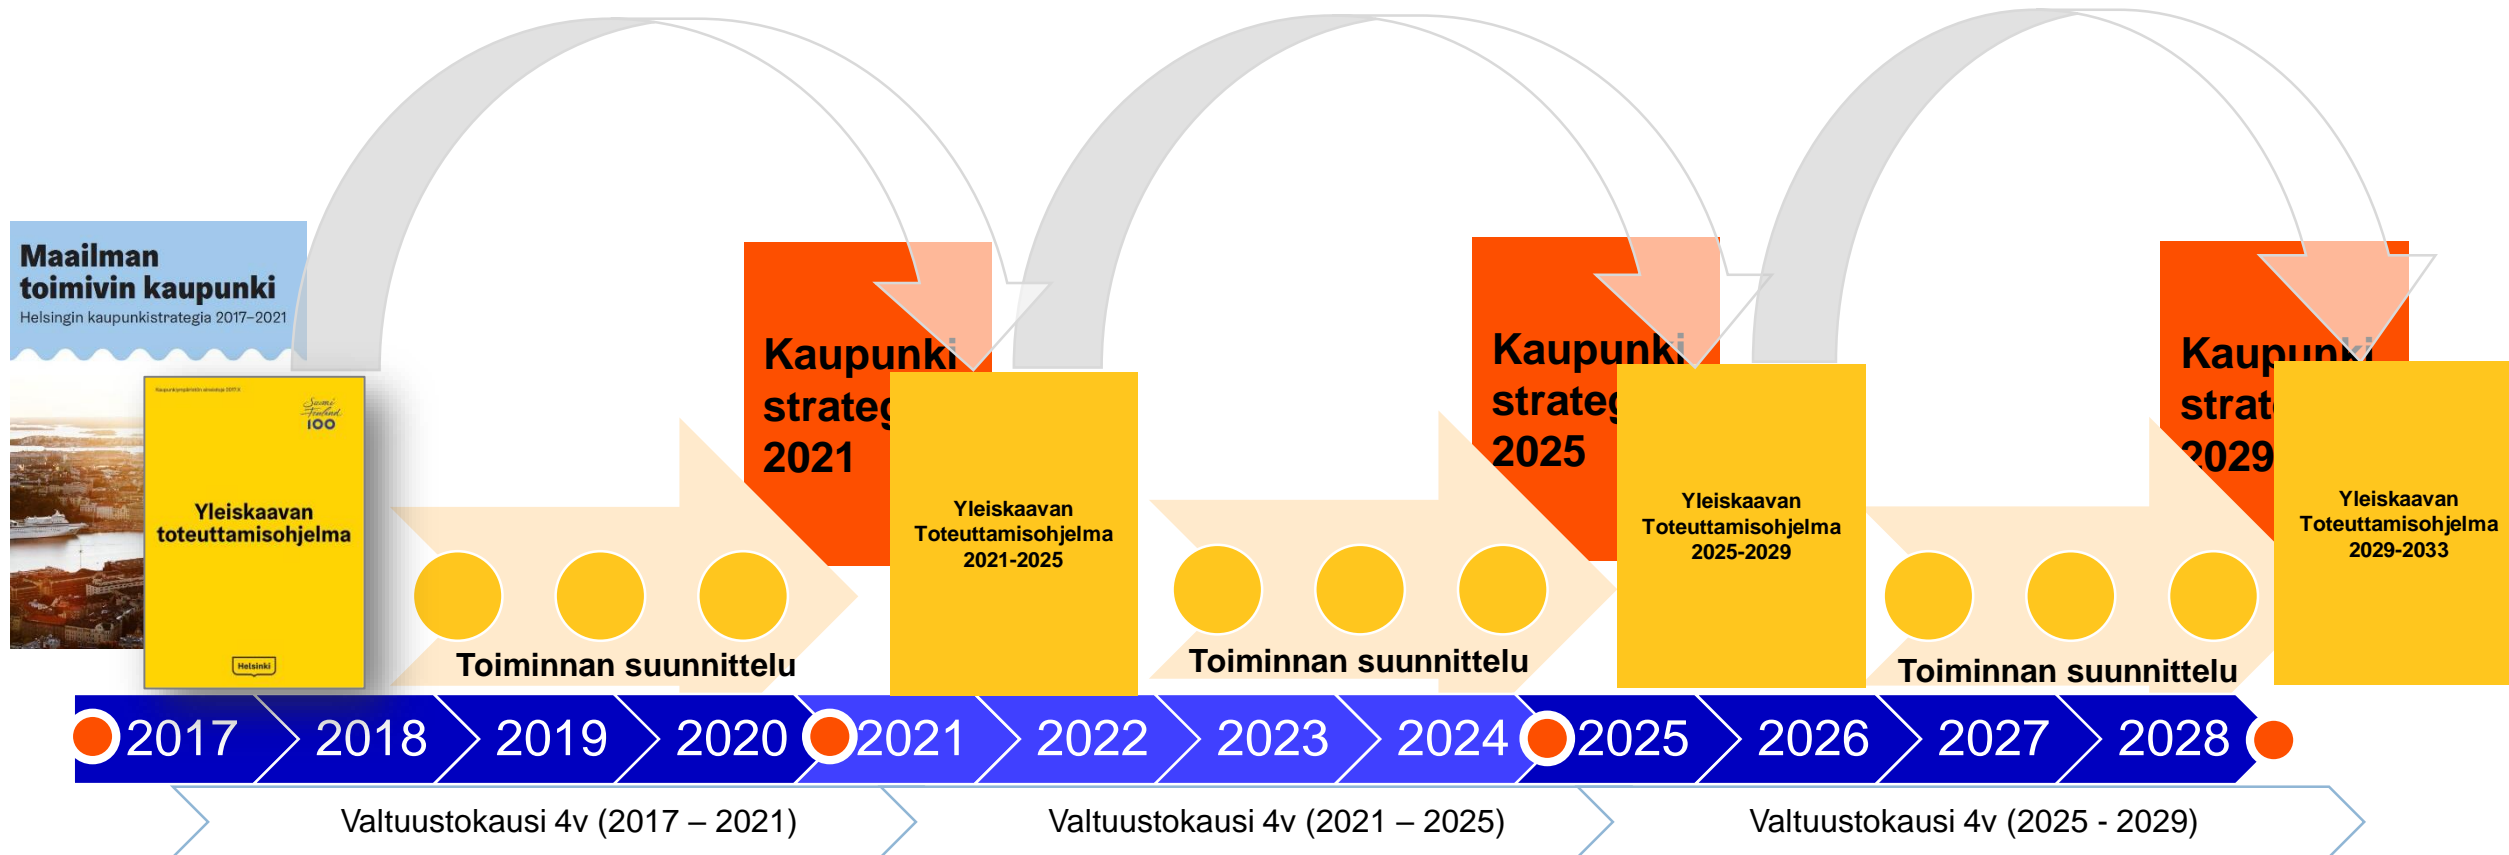 Maailman
toimivin kaupunki
Helsingin kaupunkistrategia 2017–2021
Suomi
Finland
100
Yleiskaavan
toteuttamisohjelma
Helsinki
Kaupunki
strateg
2021
Yleiskaavan
Toteuttamisohjelma
2021-2025
Kaupunki
strateg
2025
Yleiskaavan
Toteuttamisohjelma
2025-2029
Kaupunki
strat
2029
Yleiskaavan
Toteuttamisohjelma
2029-2033
Toiminnan suunnittelu
Toiminnan suunnittelu
Toiminnan suunnittelu
2017 2018 2019 2020 2021 2022 2023 2024 2025 2026 2027 2028
Valtuustokausi 4v (2017 – 2021)
Valtuustokausi 4v (2021 – 2025)
Valtuustokausi 4v (2025 - 2029)